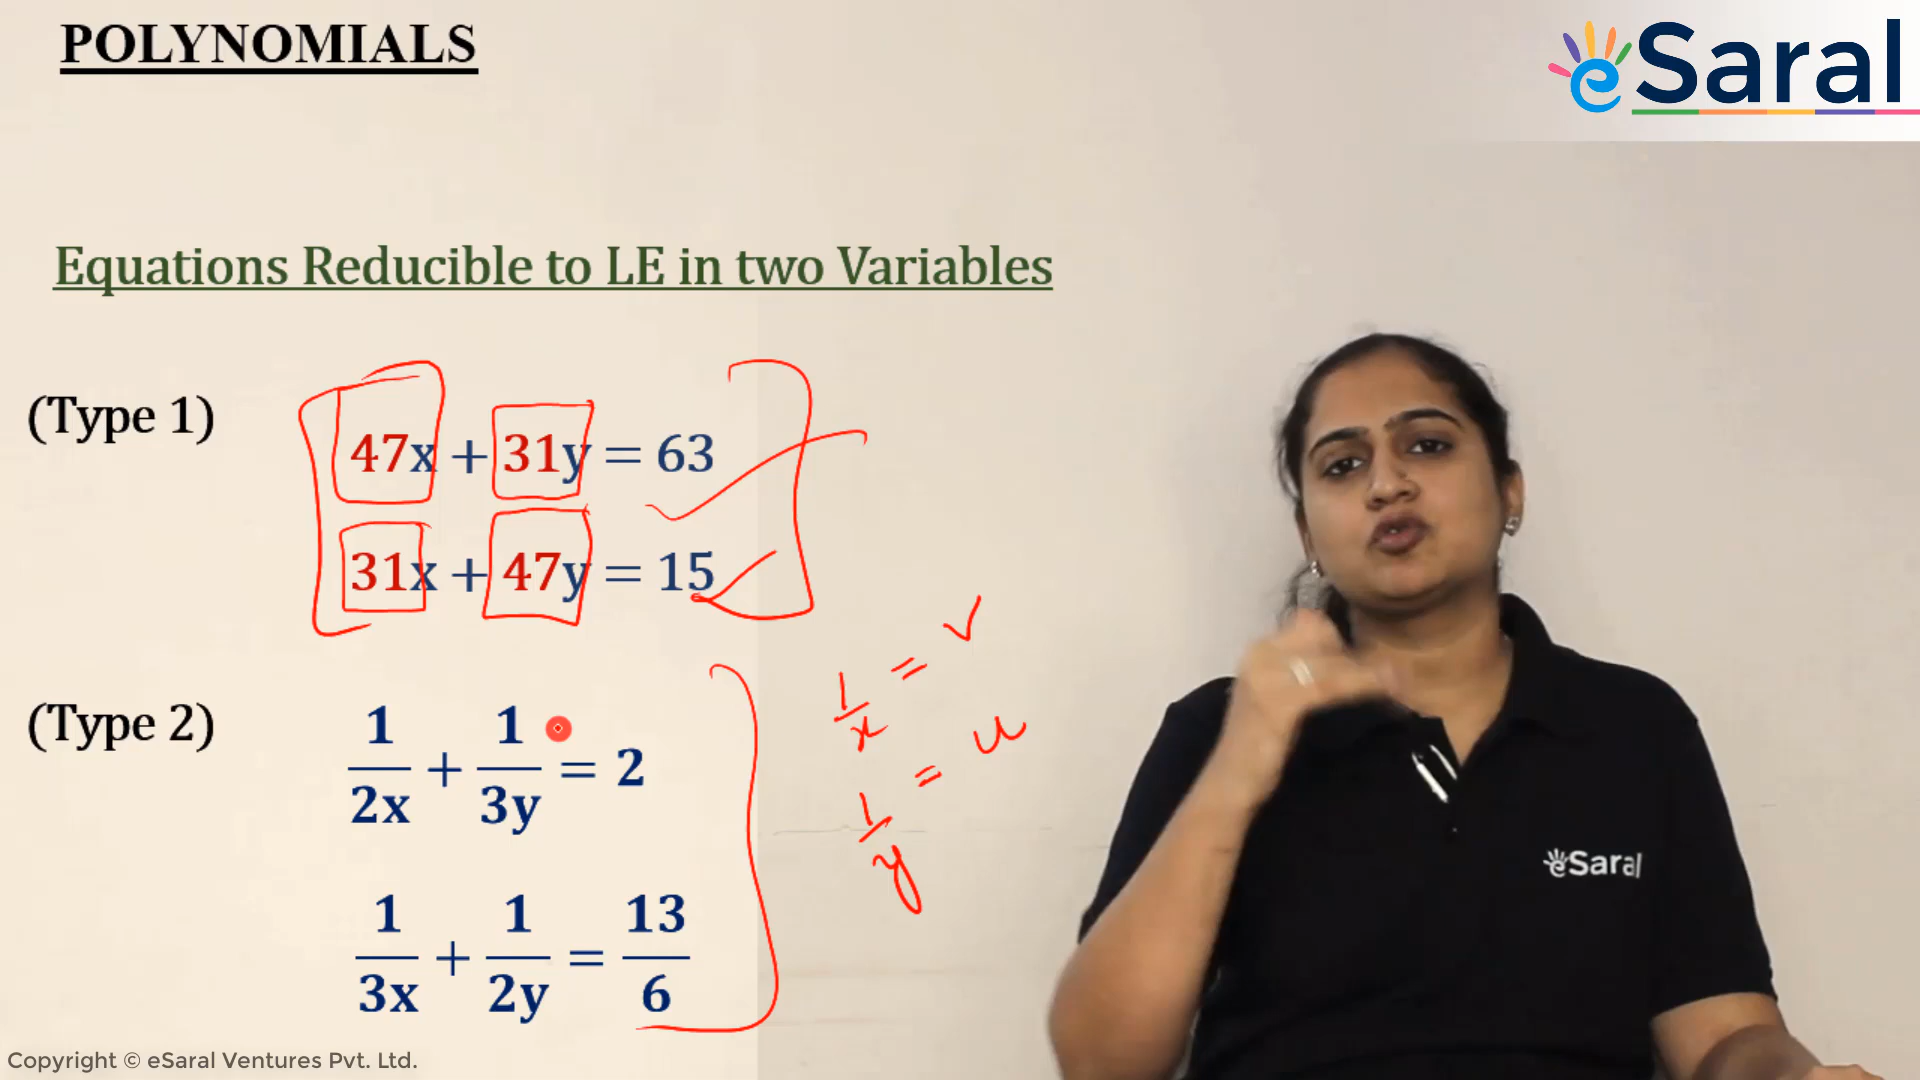 POLYNOMIALS
eSaral
Equations Reducible to LE in two Variables
(Type 1)
47x + 31y = 63
31x + 47y = 15
(Type 2)
1/2x + 1/3y = 2
1/3x + 1/2y = 13/6
1/x = v
1/y = u
eSaral
Copyright © eSaral Ventures Pvt. Ltd.